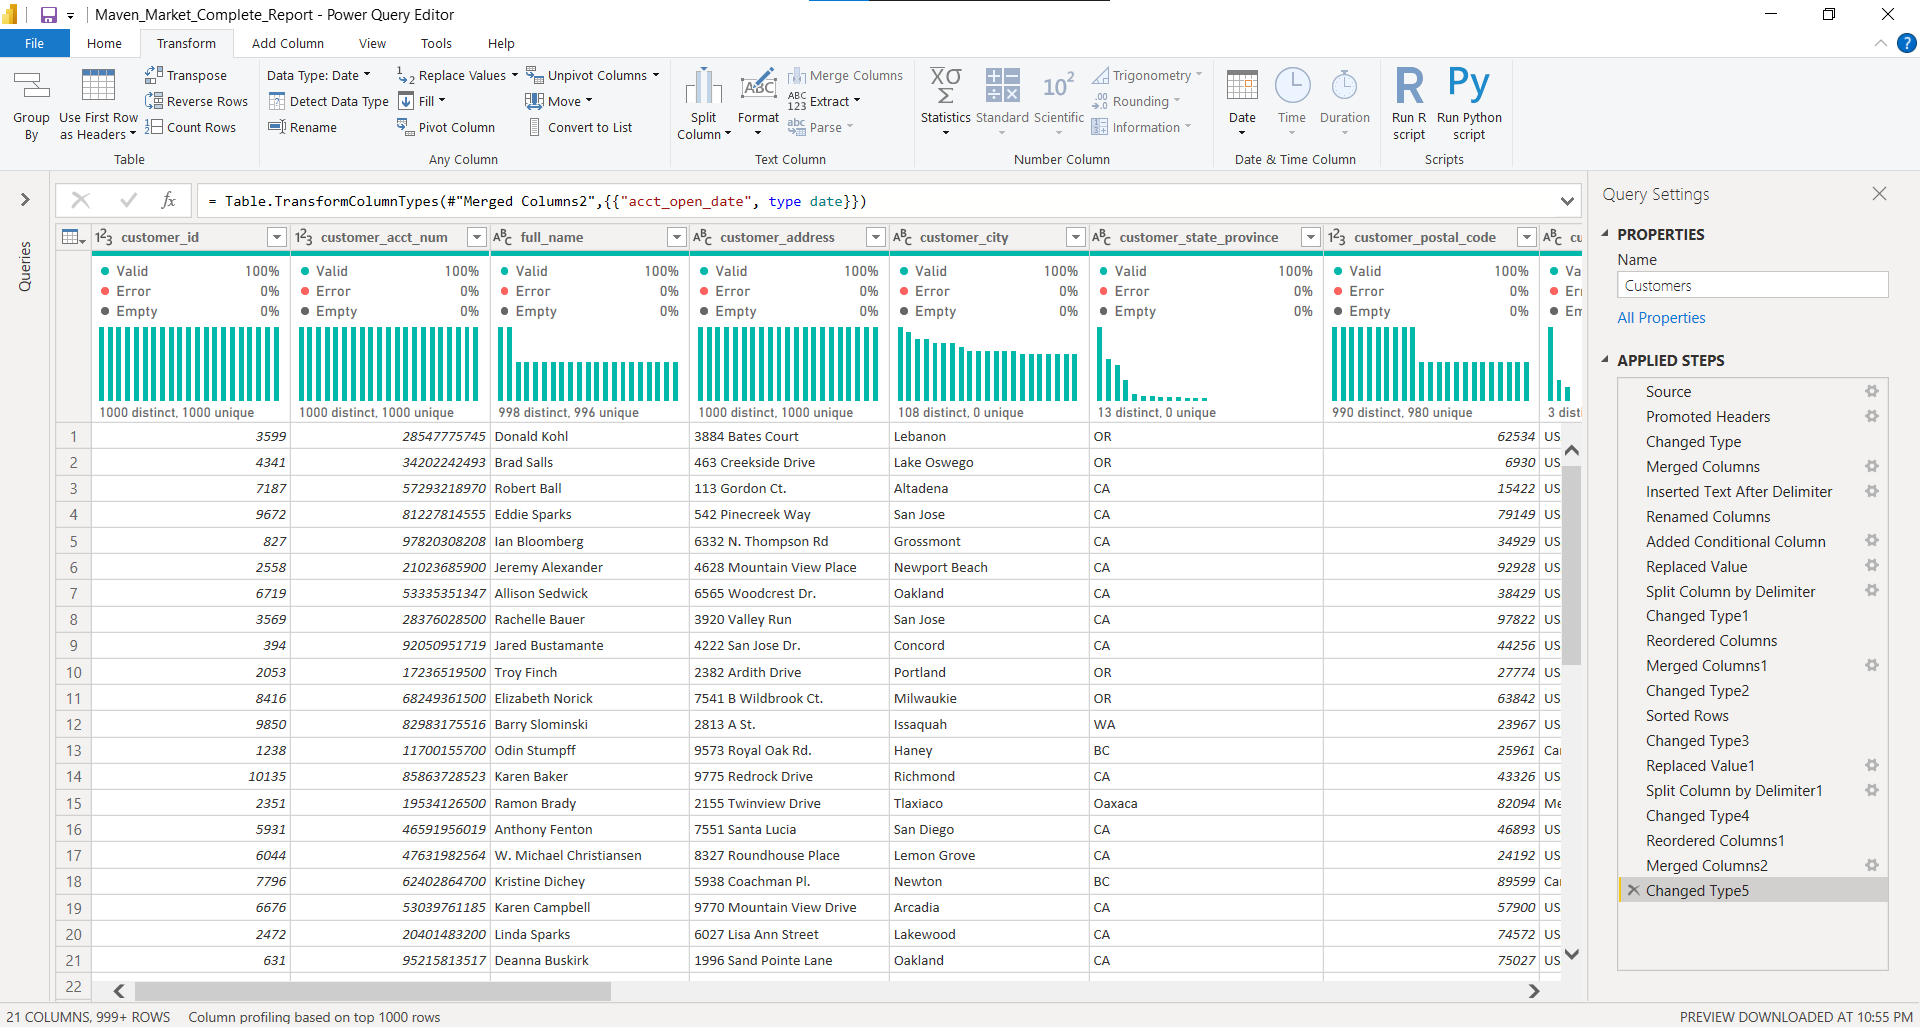 Maven_Market_Complete_Report - Power Query Editor
File Home Transform Add Column View Tools Help
Group By
Use First Row as Headers
Transpose
Reverse Rows
Count Rows
Table
Data Type: Date
Detect Data Type
Rename
Replace Values
Fill
Pivot Column
Unpivot Columns
Move
Convert to List
Any Column
Split Column
Format
ABC
Merge Columns
ABC 123 Extract
abc Parse
Text Column
Statistics
Standard
10² Scientific
Trigonometry
.00 Rounding
Information
Number Column
Date
Time
Duration
Date & Time Column
R Run R script
Py Run Python script
Scripts
Queries
fx = Table.TransformColumnTypes(#"Merged Columns2",{{"acct_open_date", type date}})
customer_id customer_acct_num full_name customer_address customer_city customer_state_province customer_postal_code cu
Valid 100% Valid 100% Valid 100% Valid 100% Valid 100% Valid 100% Valid 100% Va
Error 0% Error 0% Error 0% Error 0% Error 0% Error 0% Error 0% Er
Empty 0% Empty 0% Empty 0% Empty 0% Empty 0% Empty 0% Empty 0% Em
1000 distinct, 1000 unique 1000 distinct, 1000 unique 998 distinct, 996 unique 1000 distinct, 1000 unique 108 distinct, 0 unique 13 distinct, 0 unique 990 distinct, 980 unique 3 dist
1 3599 28547775745 Donald Kohl 3884 Bates Court Lebanon OR 62534 US
2 4341 34202242493 Brad Salls 463 Creekside Drive Lake Oswego OR 6930 US
3 7187 57293218970 Robert Ball 113 Gordon Ct. Altadena CA 15422 US
4 9672 81227814555 Eddie Sparks 542 Pinecreek Way San Jose CA 79149 US
5 827 97820308208 Ian Bloomberg 6332 N. Thompson Rd Grossmont CA 34929 US
6 2558 21023685900 Jeremy Alexander 4628 Mountain View Place Newport Beach CA 92928 US
7 6719 53335351347 Allison Sedwick 6565 Woodcrest Dr. Oakland CA 38429 US
8 3569 28376028500 Rachelle Bauer 3920 Valley Run San Jose CA 97822 US
9 394 92050951719 Jared Bustamante 4222 San Jose Dr. Concord CA 44256 US
10 2053 17236519500 Troy Finch 2382 Ardith Drive Portland OR 27774 US
11 8416 68249361500 Elizabeth Norick 7541 B Wildbrook Ct. Milwaukie OR 63842 US
12 9850 82983175516 Barry Slominski 2813 A St. Issaquah WA 23967 US
13 1238 11700155700 Odin Stumpff 9573 Royal Oak Rd. Haney BC 25961 Ca
14 10135 85863728523 Karen Baker 9775 Redrock Drive Richmond CA 43326 US
15 2351 19534126500 Ramon Brady 2155 Twinview Drive Tlaxiaco Oaxaca 82094 Me
16 5931 46591956019 Anthony Fenton 7551 Santa Lucia San Diego CA 46893 US
17 6044 47631982564 W. Michael Christiansen 8327 Roundhouse Place Lemon Grove CA 24192 US
18 7796 62402864700 Kristine Dichey 5938 Coachman Pl. Newton BC 89599 Ca
19 6676 53039761185 Karen Campbell 9770 Mountain View Drive Arcadia CA 57900 US
20 2472 20401483200 Linda Sparks 6027 Lisa Ann Street Lakewood CA 74572 US
21 631 95215813517 Deanna Buskirk 1996 Sand Pointe Lane Oakland CA 75027 US
22
Query Settings
PROPERTIES
Name
Customers
All Properties
APPLIED STEPS
Source
Promoted Headers
Changed Type
Merged Columns
Inserted Text After Delimiter
Renamed Columns
Added Conditional Column
Replaced Value
Split Column by Delimiter
Changed Type1
Reordered Columns
Merged Columns1
Changed Type2
Sorted Rows
Changed Type3
Replaced Value1
Split Column by Delimiter1
Changed Type4
Reordered Columns1
Merged Columns2
Changed Type5
21 COLUMNS, 999+ ROWS Column profiling based on top 1000 rows
PREVIEW DOWNLOADED AT 10:55 PM